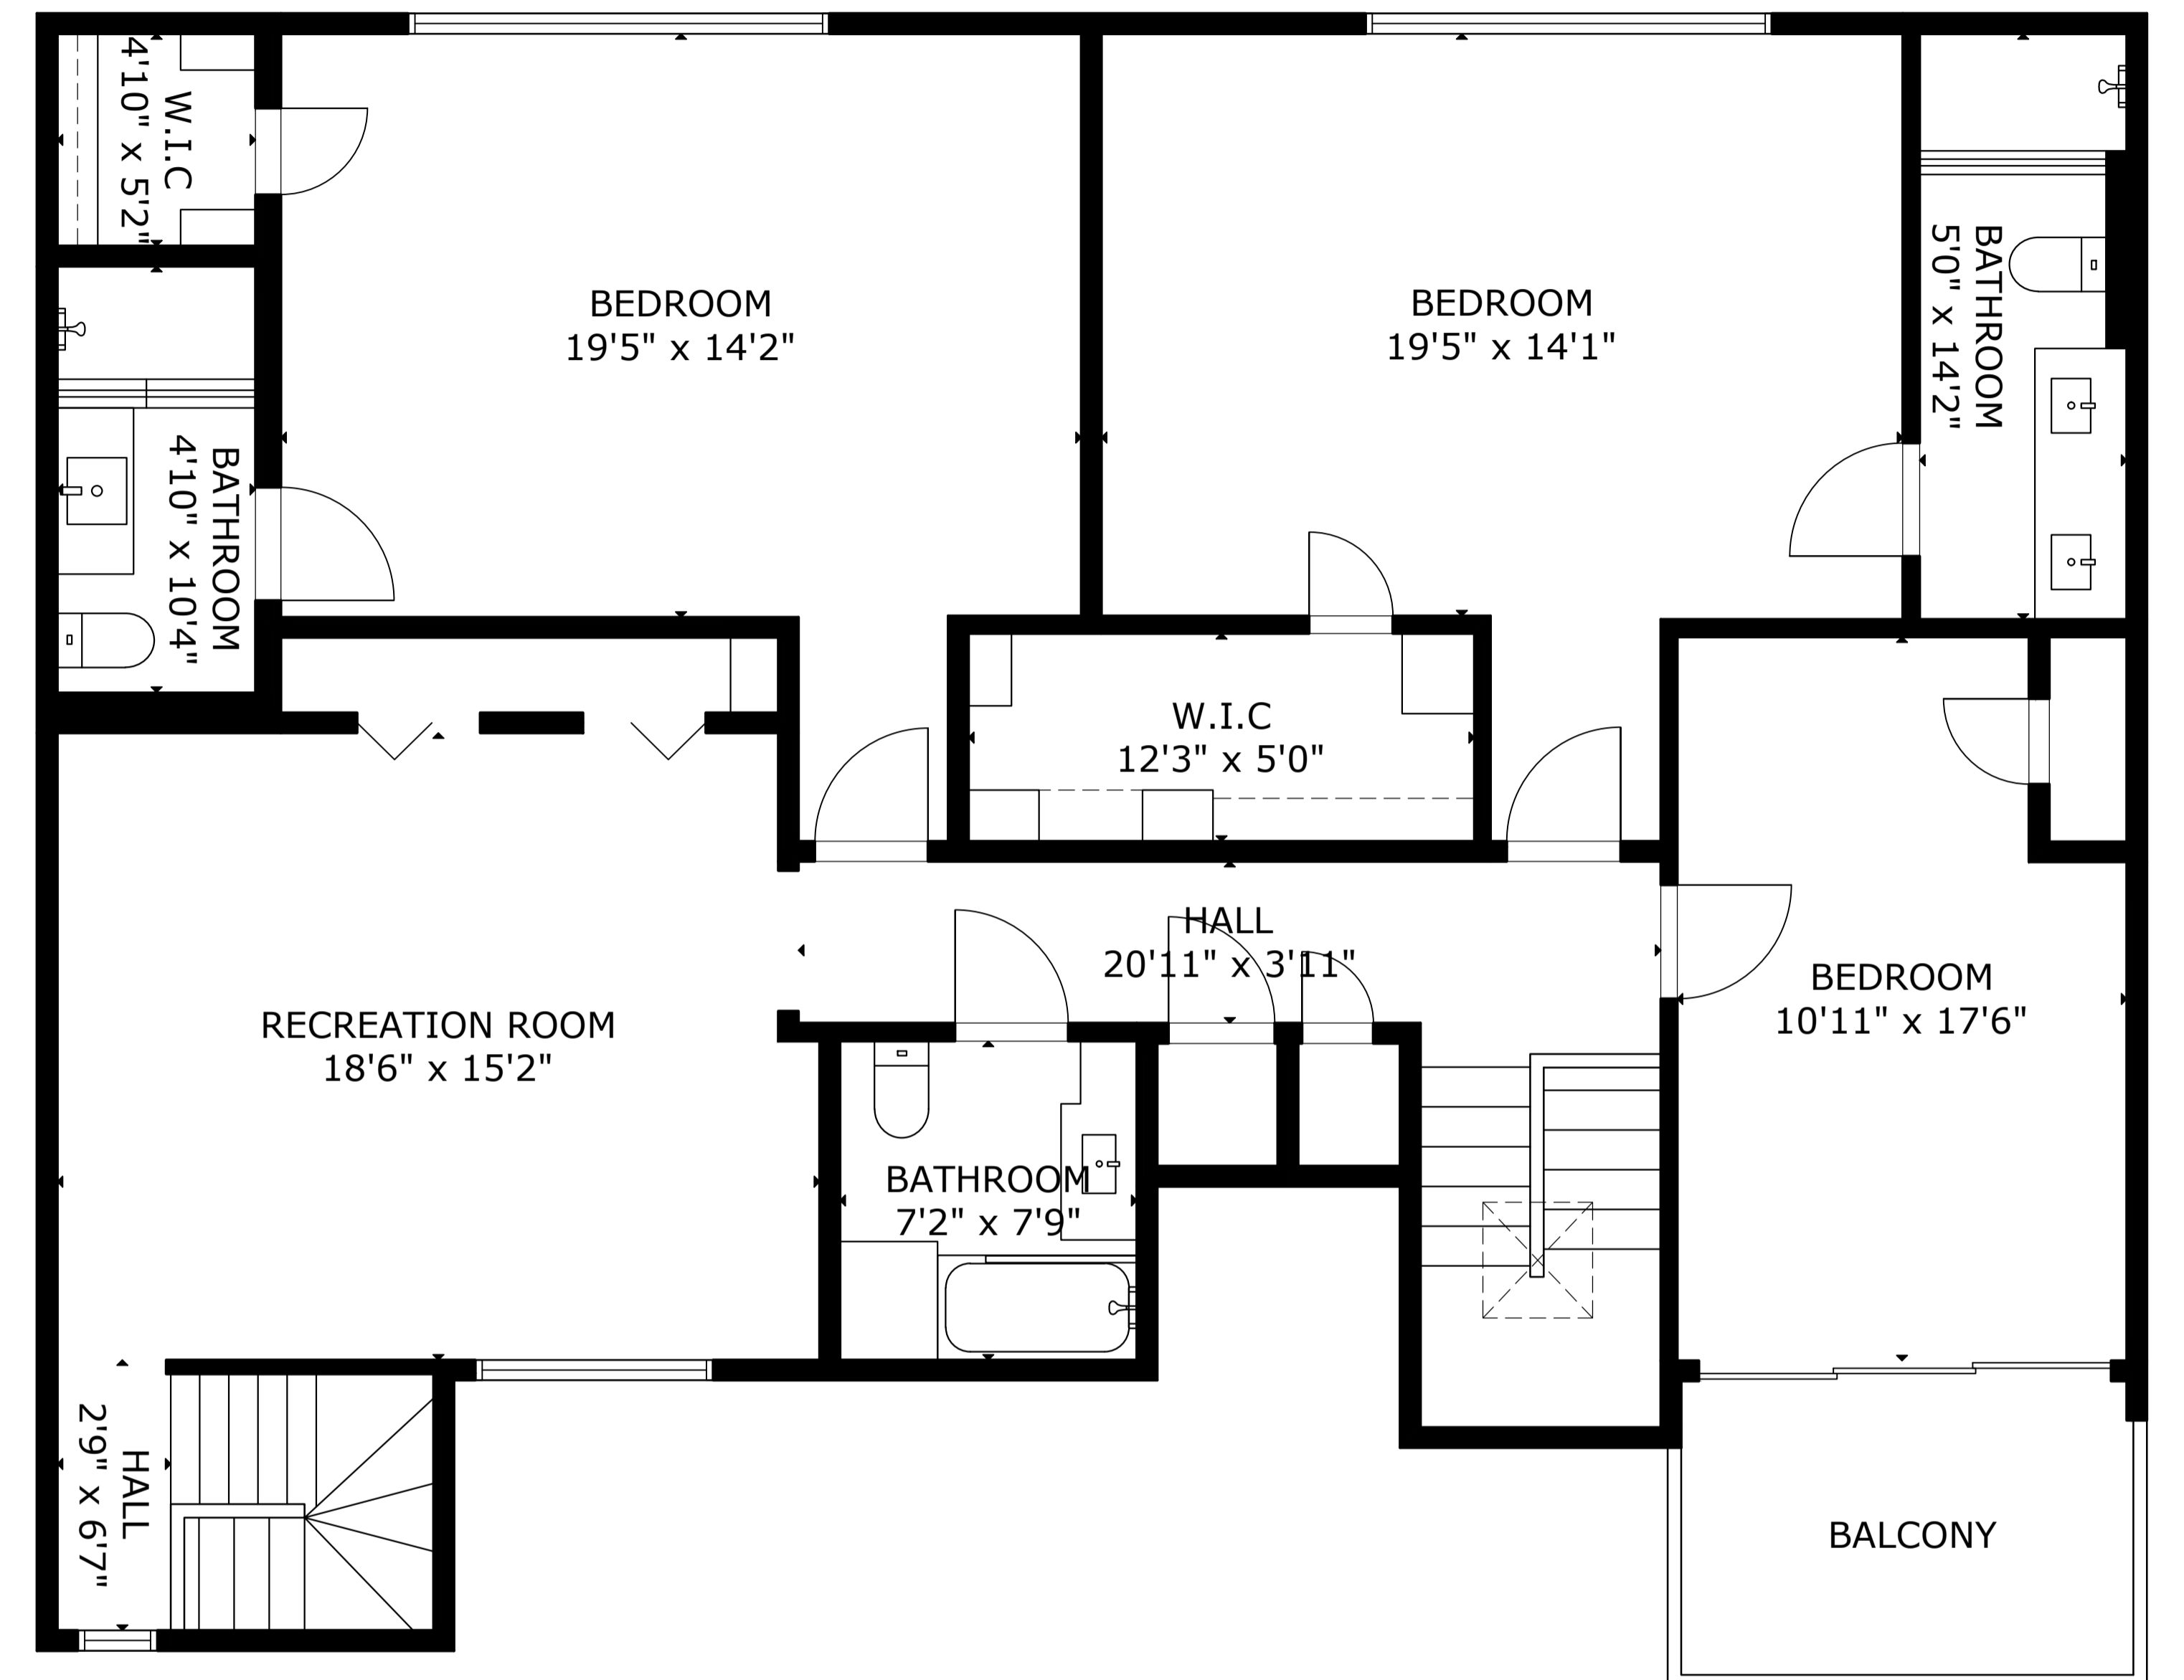 W.I.C
4'10" x 5'2"
BEDROOM
19'5" x 14'2"
BEDROOM
19'5" x 14'1"
BATHROOM
5'0" x 14'2"
BATHROOM
4'10" x 10'4"
W.I.C
12'3" x 5'0"
HALL
20'11" x 3'11"
BEDROOM
10'11" x 17'6"
RECREATION ROOM
18'6" x 15'2"
BATHROOM
7'2" x 7'9"
HALL
2'9" x 6'7"
BALCONY